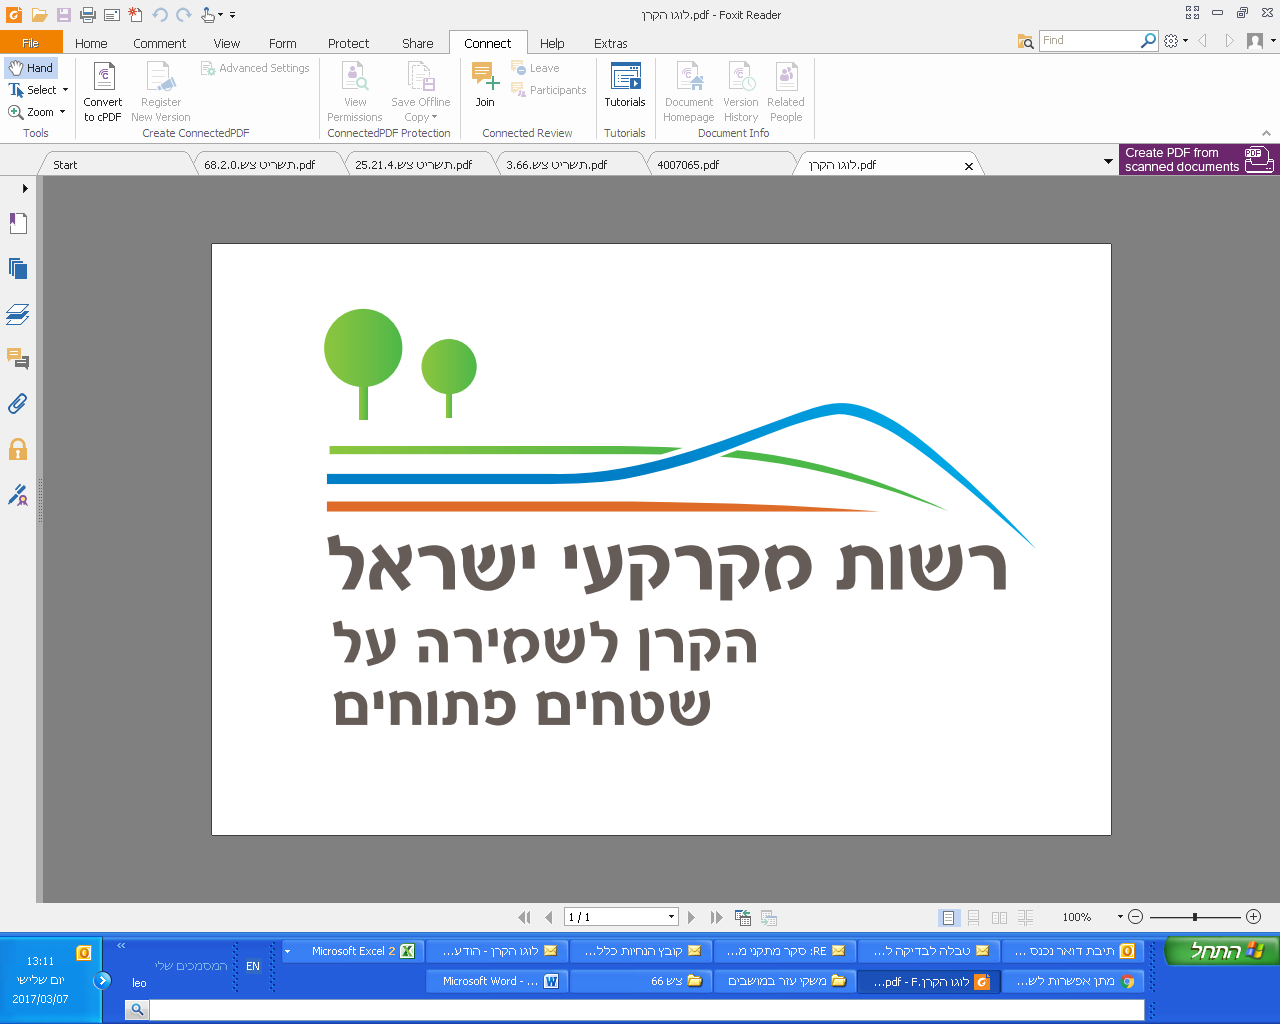 לוגו הקרן.pdf - Foxit Reader
File Home Comment View Form Protect Share Connect Help Extras
Find
Hand
Select
Zoom
Tools
Convert to cPDF
Register New Version
Advanced Settings
Create ConnectedPDF
View Permissions
Save Offline Copy
ConnectedPDF Protection
Join
Leave
Participants
Connected Review
Tutorials
Tutorials
Document Homepage
Version History
Related People
Document Info
Start
תשריט צש.68.2.0.pdf
תשריט צש.25.21.4.pdf
תשריט צש.3.66.pdf
4007065.pdf
לוגו הקרן.pdf
Create PDF from
scanned documents
PDF
רשות מקרקעי ישראל
הקרן לשמירה על
שטחים פתוחים
1 / 1
100%
התחל
תיבת דואר נכנס ...
טבלה לבדיקה ל...
RE: סקר מתקני מ...
קובץ הנחיות כלל...
לוגו הקרן - הודע...
Microsoft Excel 2
מתן אפשרות לש...
לוגו הקרן.pdf - F...
משקי עזר במושבים
צש 66
Microsoft Word - ...
EN
המסמכים שלי
leo
13:11
יום שלישי
2017/03/07